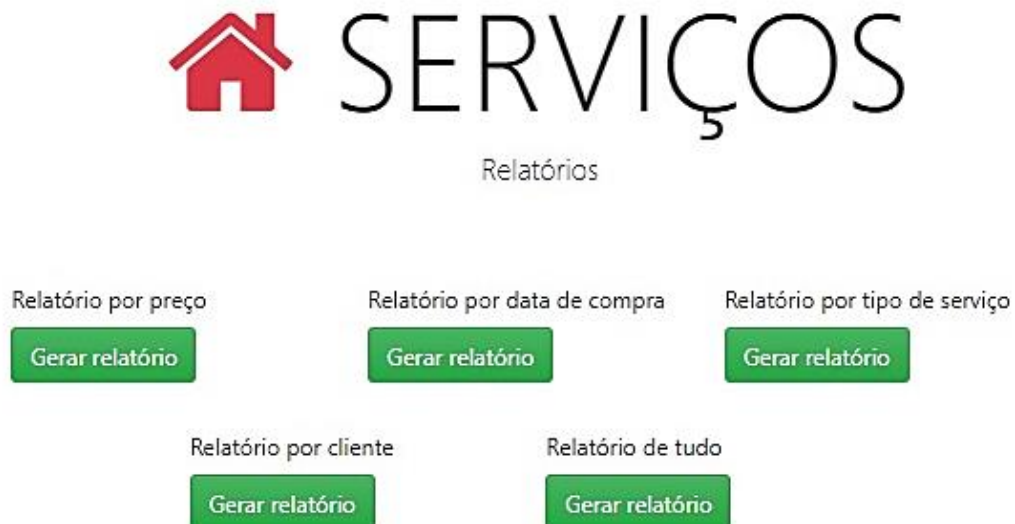 SERVIÇOS
Relatórios
Relatório por preço
Relatório por data de compra
Relatório por tipo de serviço
Gerar relatório
Gerar relatório
Gerar relatório
Relatório por cliente
Relatório de tudo
Gerar relatório
Gerar relatório